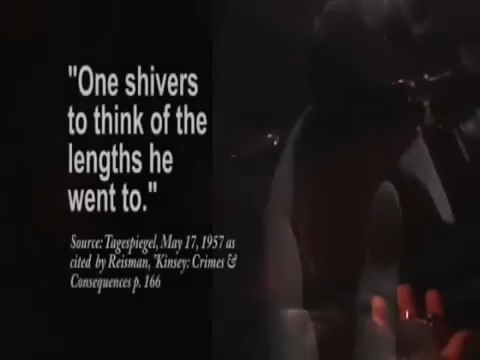 "One shivers
to think of the
lengths he
went to."
Source: Tagespiegel, May 17, 1957 as
cited by Reisman, "Kinsey: Crimes &
Consequences p. 166